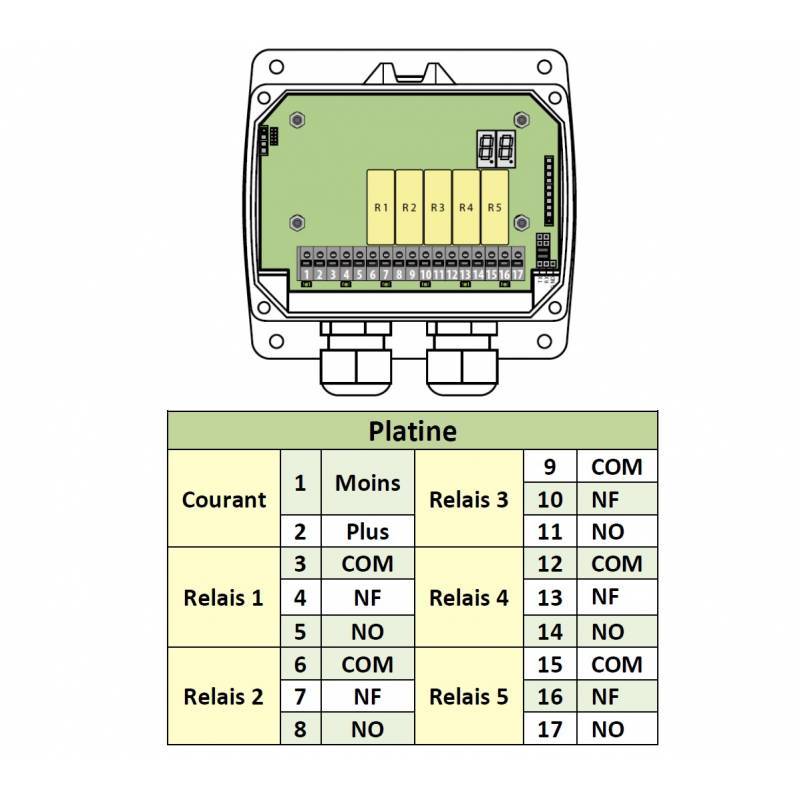 88
R1 R2 R3 R4 R5
1 2 3 4 5 6 7 8 9 10 11 12 13 14 15 16 17
Platine
Courant 1 Moins
2 Plus
Relais 1 3 COM
4 NF
5 NO
Relais 2 6 COM
7 NF
8 NO
Relais 3 9 COM
10 NF
11 NO
Relais 4 12 COM
13 NF
14 NO
Relais 5 15 COM
16 NF
17 NO